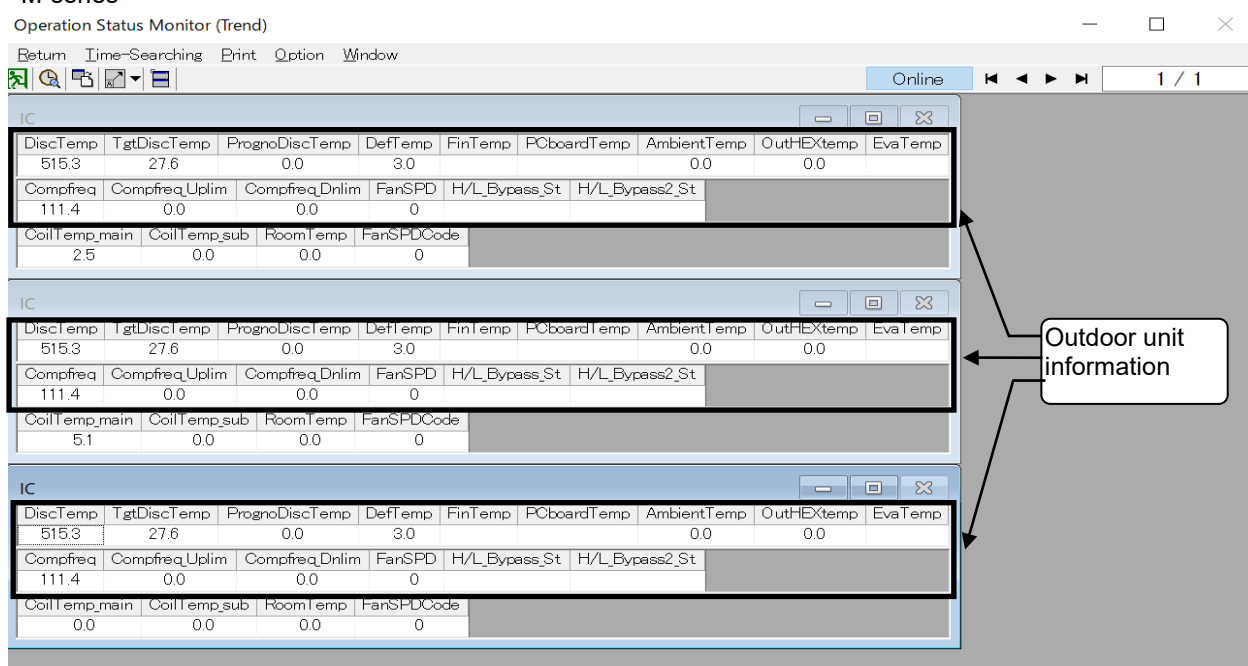 M-series
Operation Status Monitor (Trend)
Return Time-Searching Print Option Window
Online 1 / 1
IC
DiscTemp TgtDiscTemp PrognoDiscTemp DefTemp FinTemp PCboardTemp AmbientTemp OutHEXtemp EvaTemp
515.3 27.6 0.0 3.0 0.0 0.0
Compfreq Compfreq_Uplim Compfreq_Dnlim FanSPD H/L_Bypass_St H/L_Bypass2_St
111.4 0.0 0.0 0
CoilTemp_main CoilTemp_sub RoomTemp FanSPDCode
2.5 0.0 0.0 0
IC
DiscTemp TgtDiscTemp PrognoDiscTemp DefTemp FinTemp PCboardTemp AmbientTemp OutHEXtemp EvaTemp
515.3 27.6 0.0 3.0 0.0 0.0
Compfreq Compfreq_Uplim Compfreq_Dnlim FanSPD H/L_Bypass_St H/L_Bypass2_St
111.4 0.0 0.0 0
CoilTemp_main CoilTemp_sub RoomTemp FanSPDCode
5.1 0.0 0.0 0
IC
DiscTemp TgtDiscTemp PrognoDiscTemp DefTemp FinTemp PCboardTemp AmbientTemp OutHEXtemp EvaTemp
515.3 27.6 0.0 3.0 0.0 0.0
Compfreq Compfreq_Uplim Compfreq_Dnlim FanSPD H/L_Bypass_St H/L_Bypass2_St
111.4 0.0 0.0 0
CoilTemp_main CoilTemp_sub RoomTemp FanSPDCode
0.0 0.0 0.0 0
Outdoor unit
information